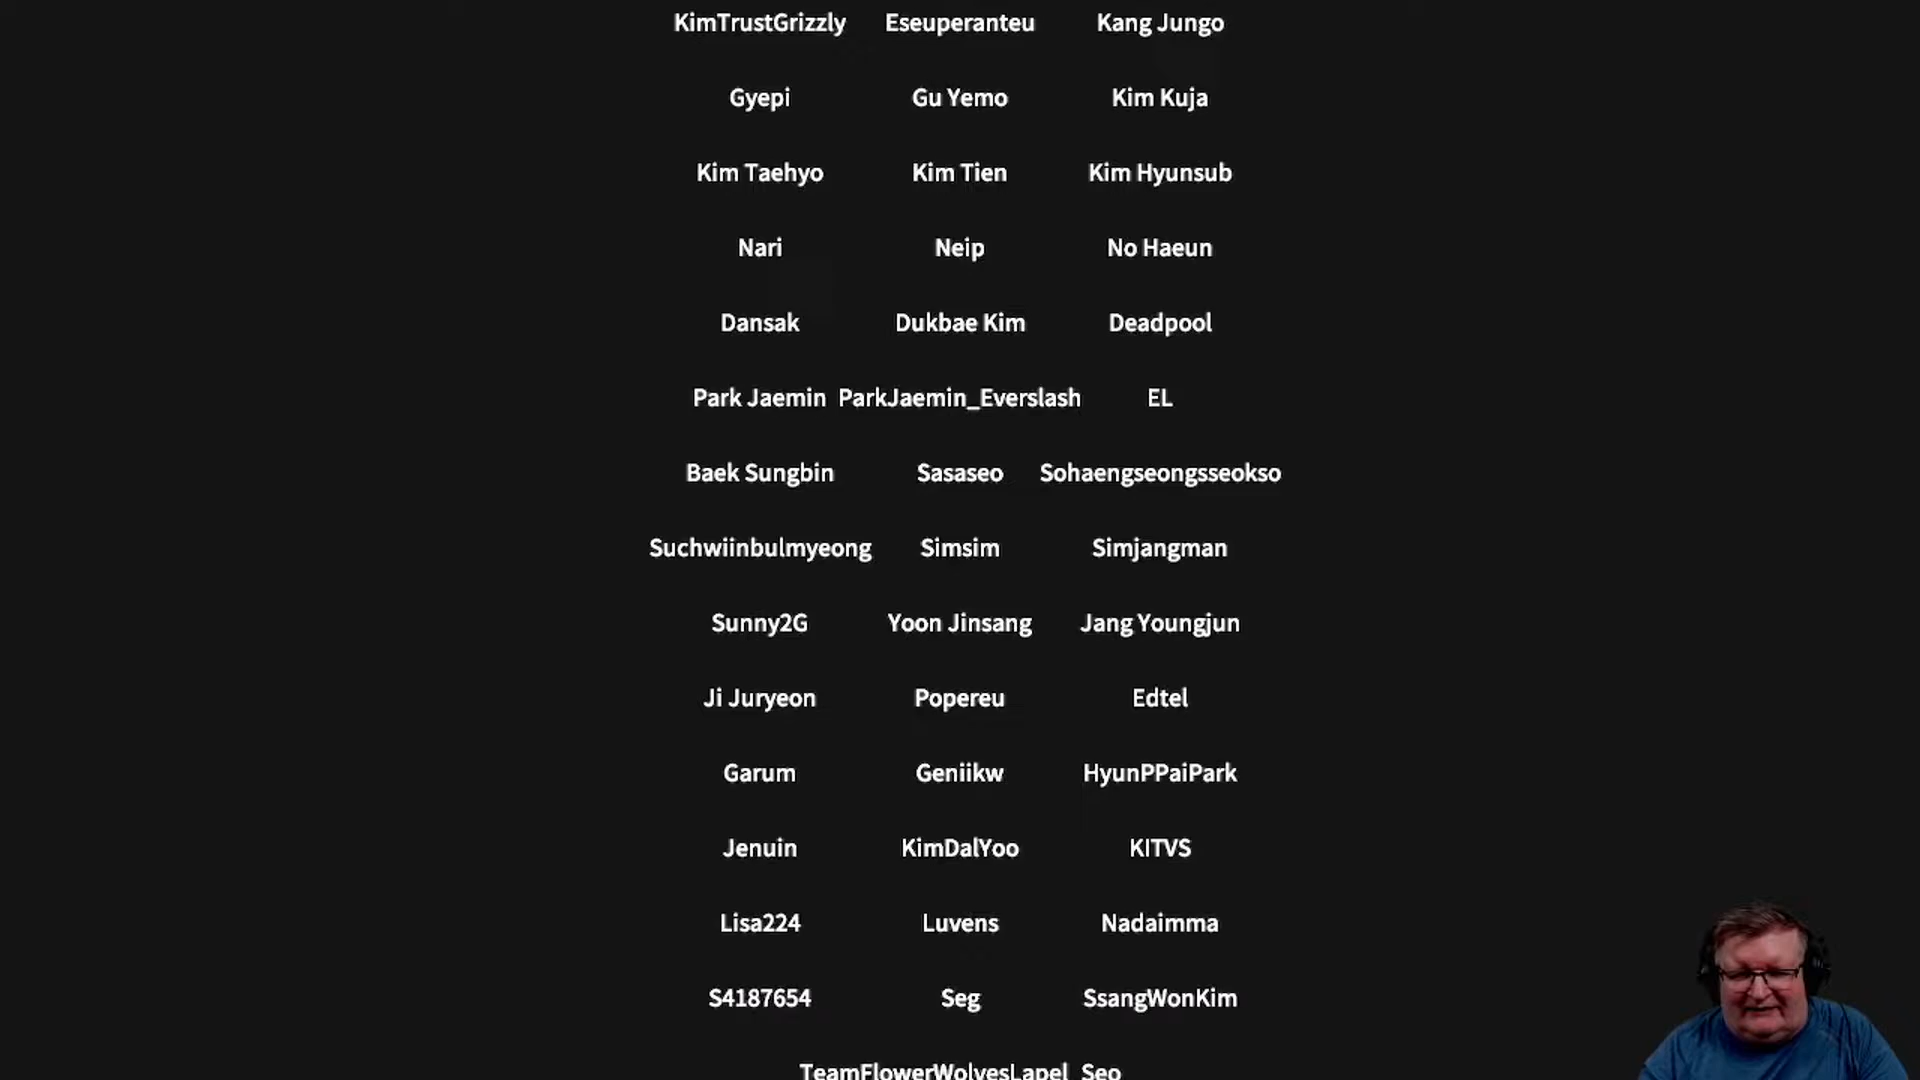 KimTrustGrizzly Eseuperanteu Kang Jungo
Gyepi Gu Yemo Kim Kuja
Kim Taehyo Kim Tien Kim Hyunsub
Nari Neip No Haeun
Dansak Dukbae Kim Deadpool
Park Jaemin ParkJaemin_Everslash EL
Baek Sungbin Sasaseo Sohaengseongsseokso
Suchwiinbulmyeong Simsim Simjangman
Sunny2G Yoon Jinsang Jang Youngjun
Ji Juryeon Popereu Edtel
Garum Geniikw HyunPPaiPark
Jenuin KimDalYoo KITVS
Lisa224 Luvens Nadaimma
S4187654 Seg SsangWonKim
TeamFlowerWolvesLapel_Seo